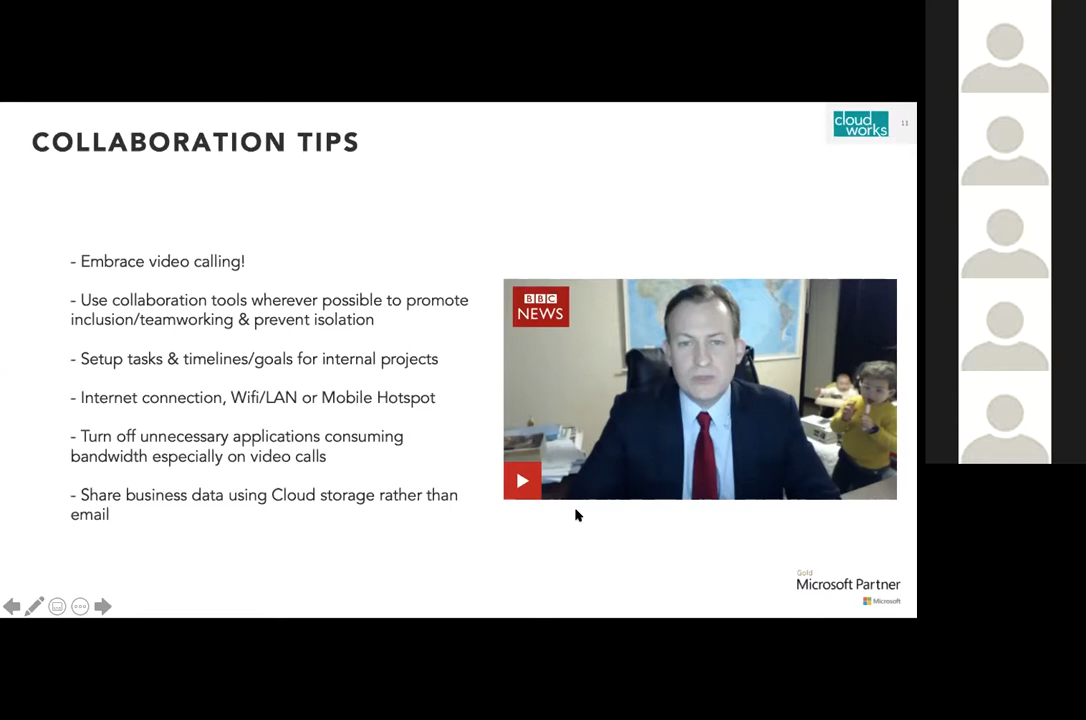 COLLABORATION TIPS
cloud
works
11
- Embrace video calling!
- Use collaboration tools wherever possible to promote
inclusion/teamworking & prevent isolation
- Setup tasks & timelines/goals for internal projects
- Internet connection, Wifi/LAN or Mobile Hotspot
- Turn off unnecessary applications consuming
bandwidth especially on video calls
- Share business data using Cloud storage rather than
email
BBC
NEWS
Gold
Microsoft Partner
Microsoft